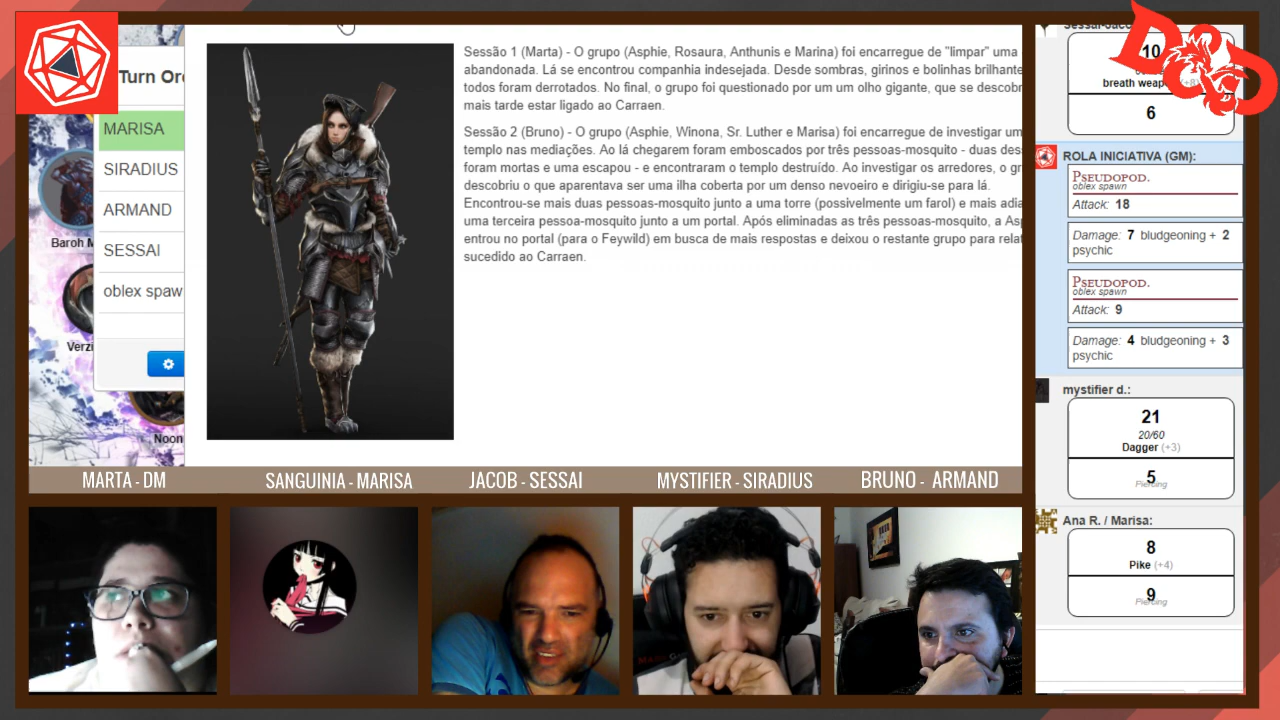 Turn Or
MARISA
SIRADIUS
ARMAND
SESSAI
oblex spaw
Baroh M
Verzi
Noon
Sessão 1 (Marta) - O grupo (Asphie, Rosaura, Anthunis e Marina) foi encarregue de "limpar" uma
abandonada. Lá se encontrou companhia indesejada. Desde sombras, girinos e bolinhas brilhante
todos foram derrotados. No final, o grupo foi questionado por um um olho gigante, que se descobr
mais tarde estar ligado ao Carraen.
Sessão 2 (Bruno) - O grupo (Asphie, Winona, Sr. Luther e Marisa) foi encarregue de investigar um
templo nas mediações. Ao lá chegarem foram emboscados por três pessoas-mosquito - duas des
foram mortas e uma escapou - e encontraram o templo destruído. Ao investigar os arredores, o gr
descobriu o que aparentava ser uma ilha coberta por um denso nevoeiro e dirigiu-se para lá.
Encontrou-se mais duas pessoas-mosquito junto a uma torre (possivelmente um farol) e mais adia
uma terceira pessoa-mosquito junto a um portal. Após eliminadas as três pessoas-mosquito, a As
entrou no portal (para o Feywild) em busca de mais respostas e deixou o restante grupo para relat
sucedido ao Carraen.
10
breath weap
6
ROLA INICIATIVA (GM):
PSEUDOPOD.
oblex spawn
Attack: 18
Damage: 7 bludgeoning + 2
psychic
PSEUDOPOD.
oblex spawn
Attack: 9
Damage: 4 bludgeoning + 3
psychic
mystifier d.:
21
20/60
Dagger (+3)
5
Piercing
Ana R. / Marisa:
8
Pike (+4)
9
Piercing
MARTA - DM
SANGUINIA - MARISA
JACOB - SESSAI
MYSTIFIER - SIRADIUS
BRUNO - ARMAND